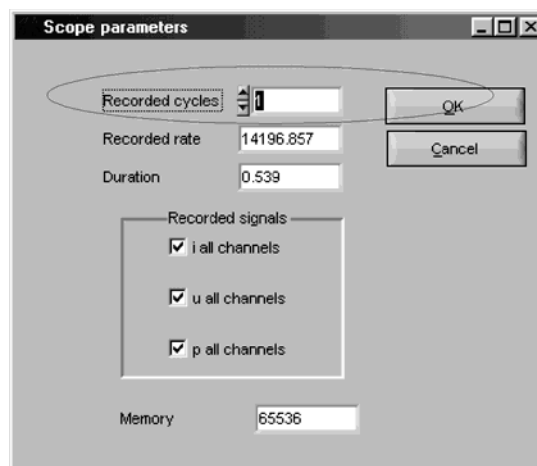 Scope parameters
Recorded cycles 1 OK
Recorded rate 14196.857 Cancel
Duration 0.539
Recorded signals
i all channels
u all channels
p all channels
Memory 65536